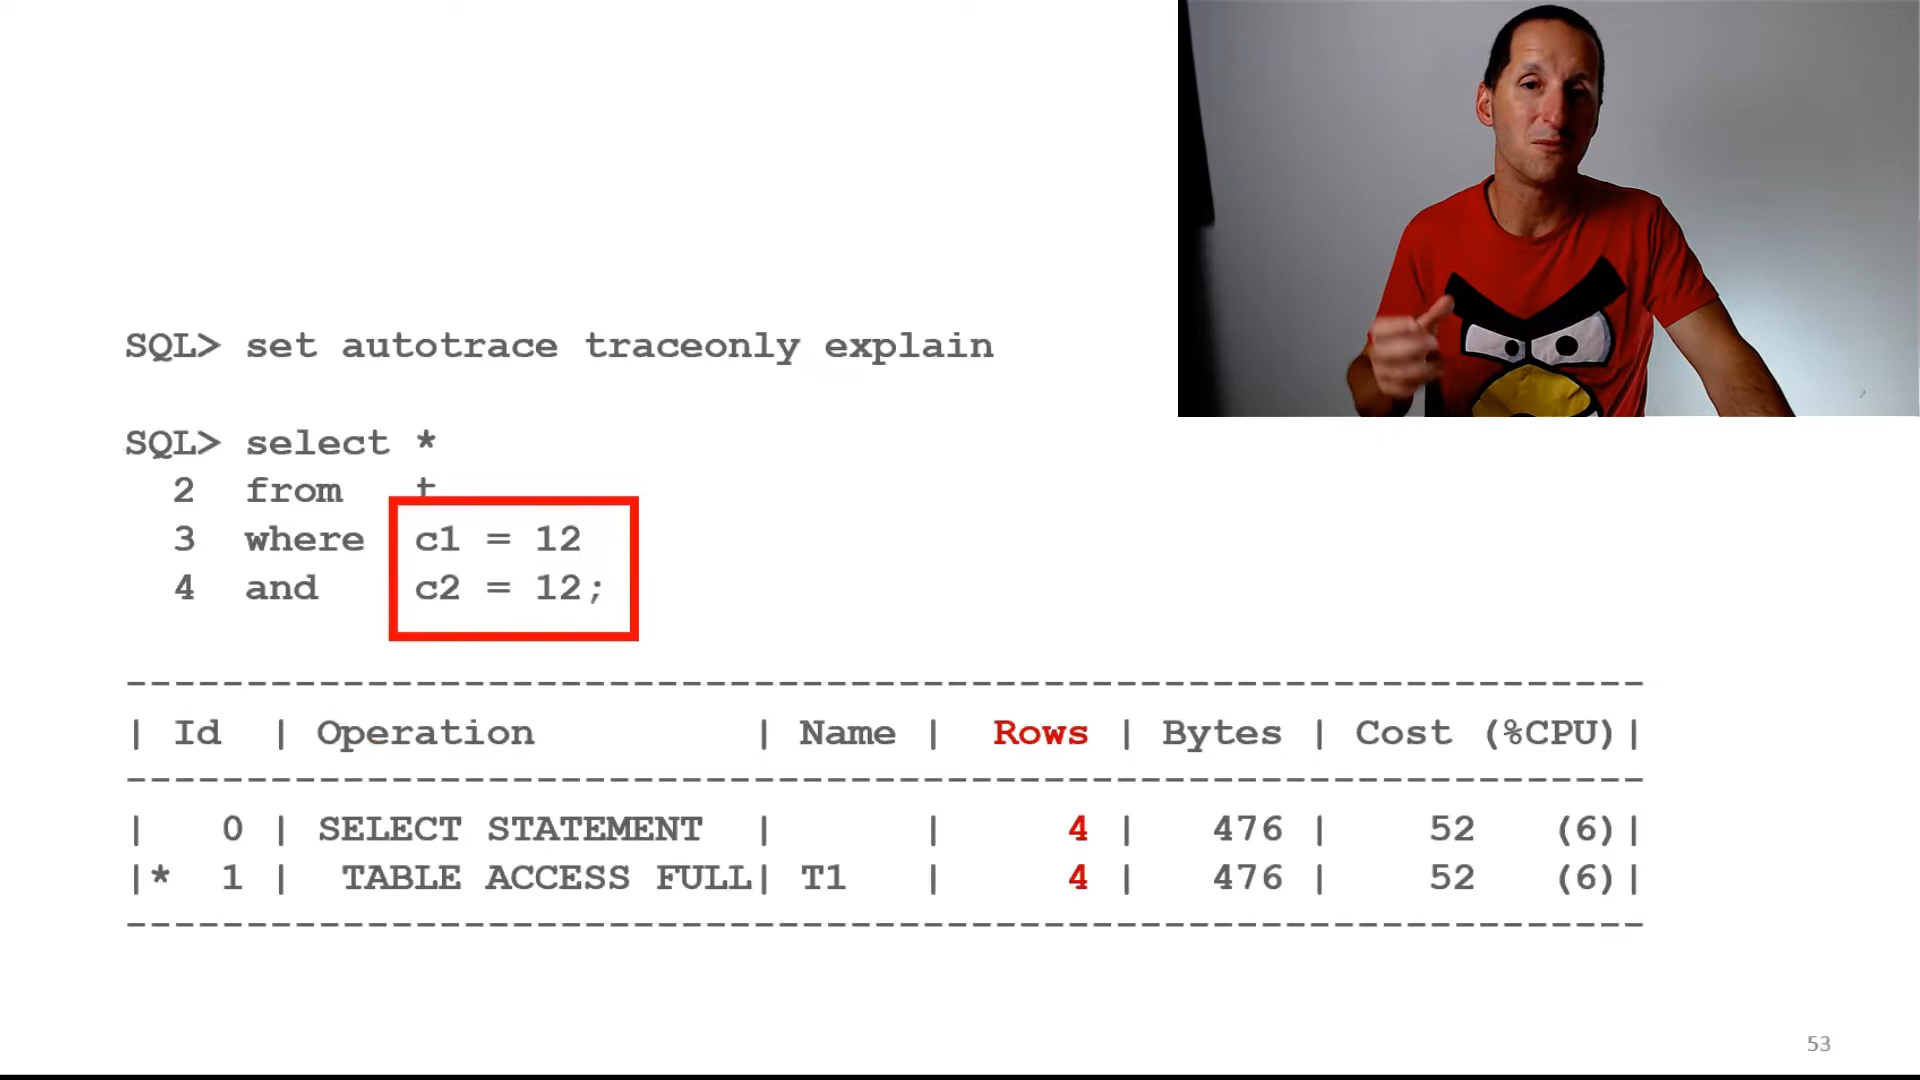 SQL> set autotrace traceonly explain
SQL> select *
2 from t
3 where c1 = 12
4 and c2 = 12;
--------------------------------------------------------------
| Id | Operation | Name | Rows | Bytes | Cost (%CPU)|
--------------------------------------------------------------
| 0 | SELECT STATEMENT | | 4 | 476 | 52 (6)|
|* 1 | TABLE ACCESS FULL| T1 | 4 | 476 | 52 (6)|
--------------------------------------------------------------
53